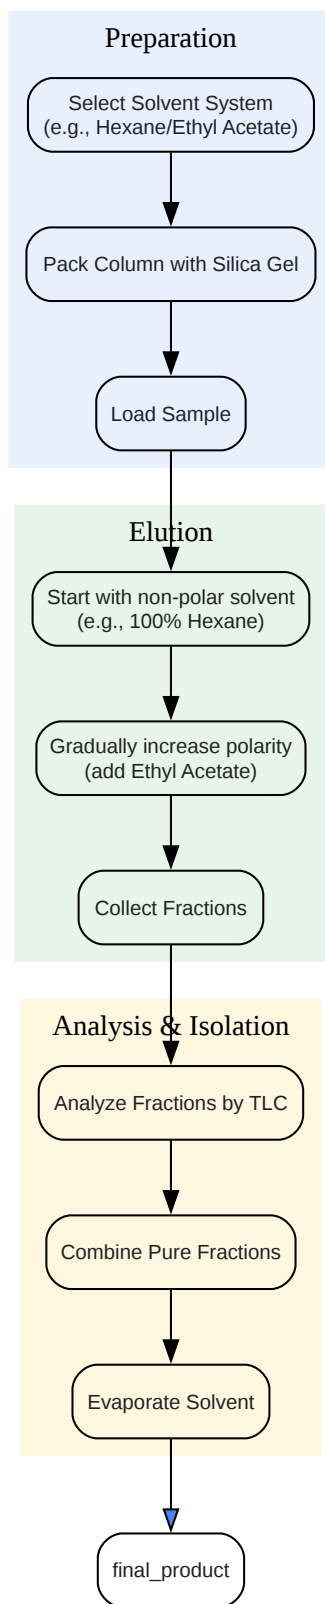 Preparation
Select Solvent System
(e.g., Hexane/Ethyl Acetate)
Pack Column with Silica Gel
Load Sample
Elution
Start with non-polar solvent
(e.g., 100% Hexane)
Gradually increase polarity
(add Ethyl Acetate)
Collect Fractions
Analysis & Isolation
Analyze Fractions by TLC
Combine Pure Fractions
Evaporate Solvent
final_product